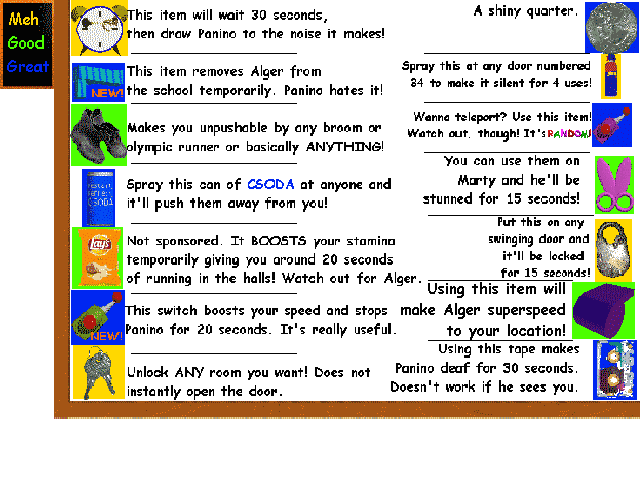 Meh
Good
Great
This item will wait 30 seconds,
then draw Panino to the noise it makes!
NEW!
This item removes Alger from
the school temporarily. Panino hates it!
Makes you unpushable by any broom or
olympic runner or basically ANYTHING!
CSODA
Spray this can of CSODA at anyone and
it'll push them away from you!
Lay's
Not sponsored. It BOOSTS your stamina
temporarily giving you around 20 seconds
of running in the halls! Watch out for Alger.
NEW!
This switch boosts your speed and stops
Panino for 20 seconds. It's really useful.
Unlock ANY room you want! Does not
instantly open the door.
A shiny quarter.
Spray this at any door numbered
84 to make it silent for 4 uses!
Wanna teleport? Use this item!
Watch out, though! It's RANDOM!
You can use them on
Marty and he'll be
stunned for 15 seconds!
Put this on any
swinging door and
it'll be locked
for 15 seconds!
Using this item will
make Alger superspeed
to your location!
Using this tape makes
Panino deaf for 30 seconds.
Doesn't work if he sees you.